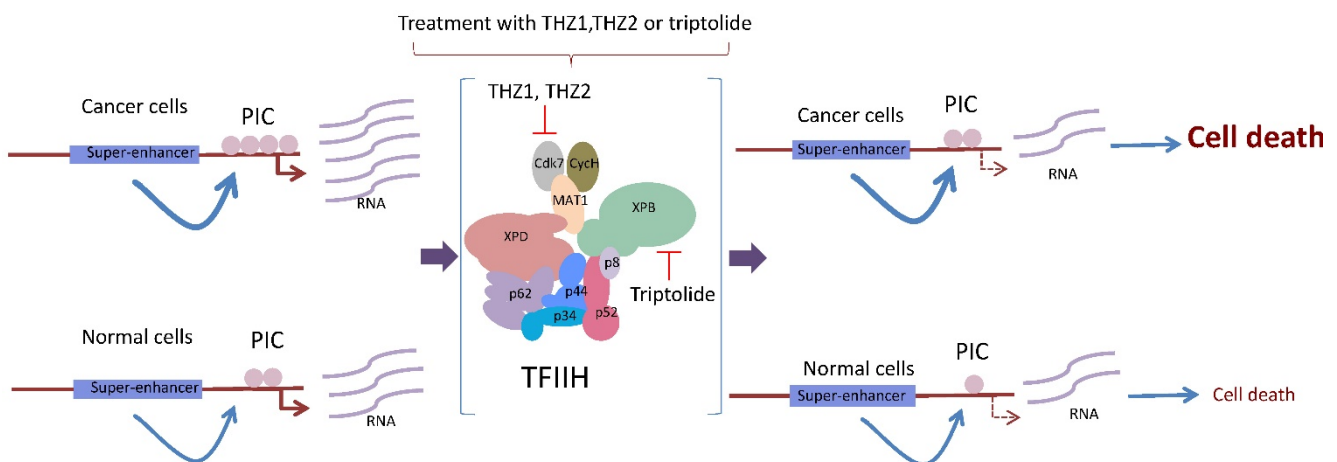 Treatment with THZ1,THZ2 or triptolide
Cancer cells
PIC
Super-enhancer
RNA
Normal cells
PIC
Super-enhancer
RNA
THZ1, THZ2
Cdk7
CycH
MAT1
XPB
XPD
p8
p62
p44
Triptolide
p34
p52
TFIIH
Cancer cells
PIC
Super-enhancer
RNA
Cell death
Normal cells
PIC
Super-enhancer
RNA
Cell death